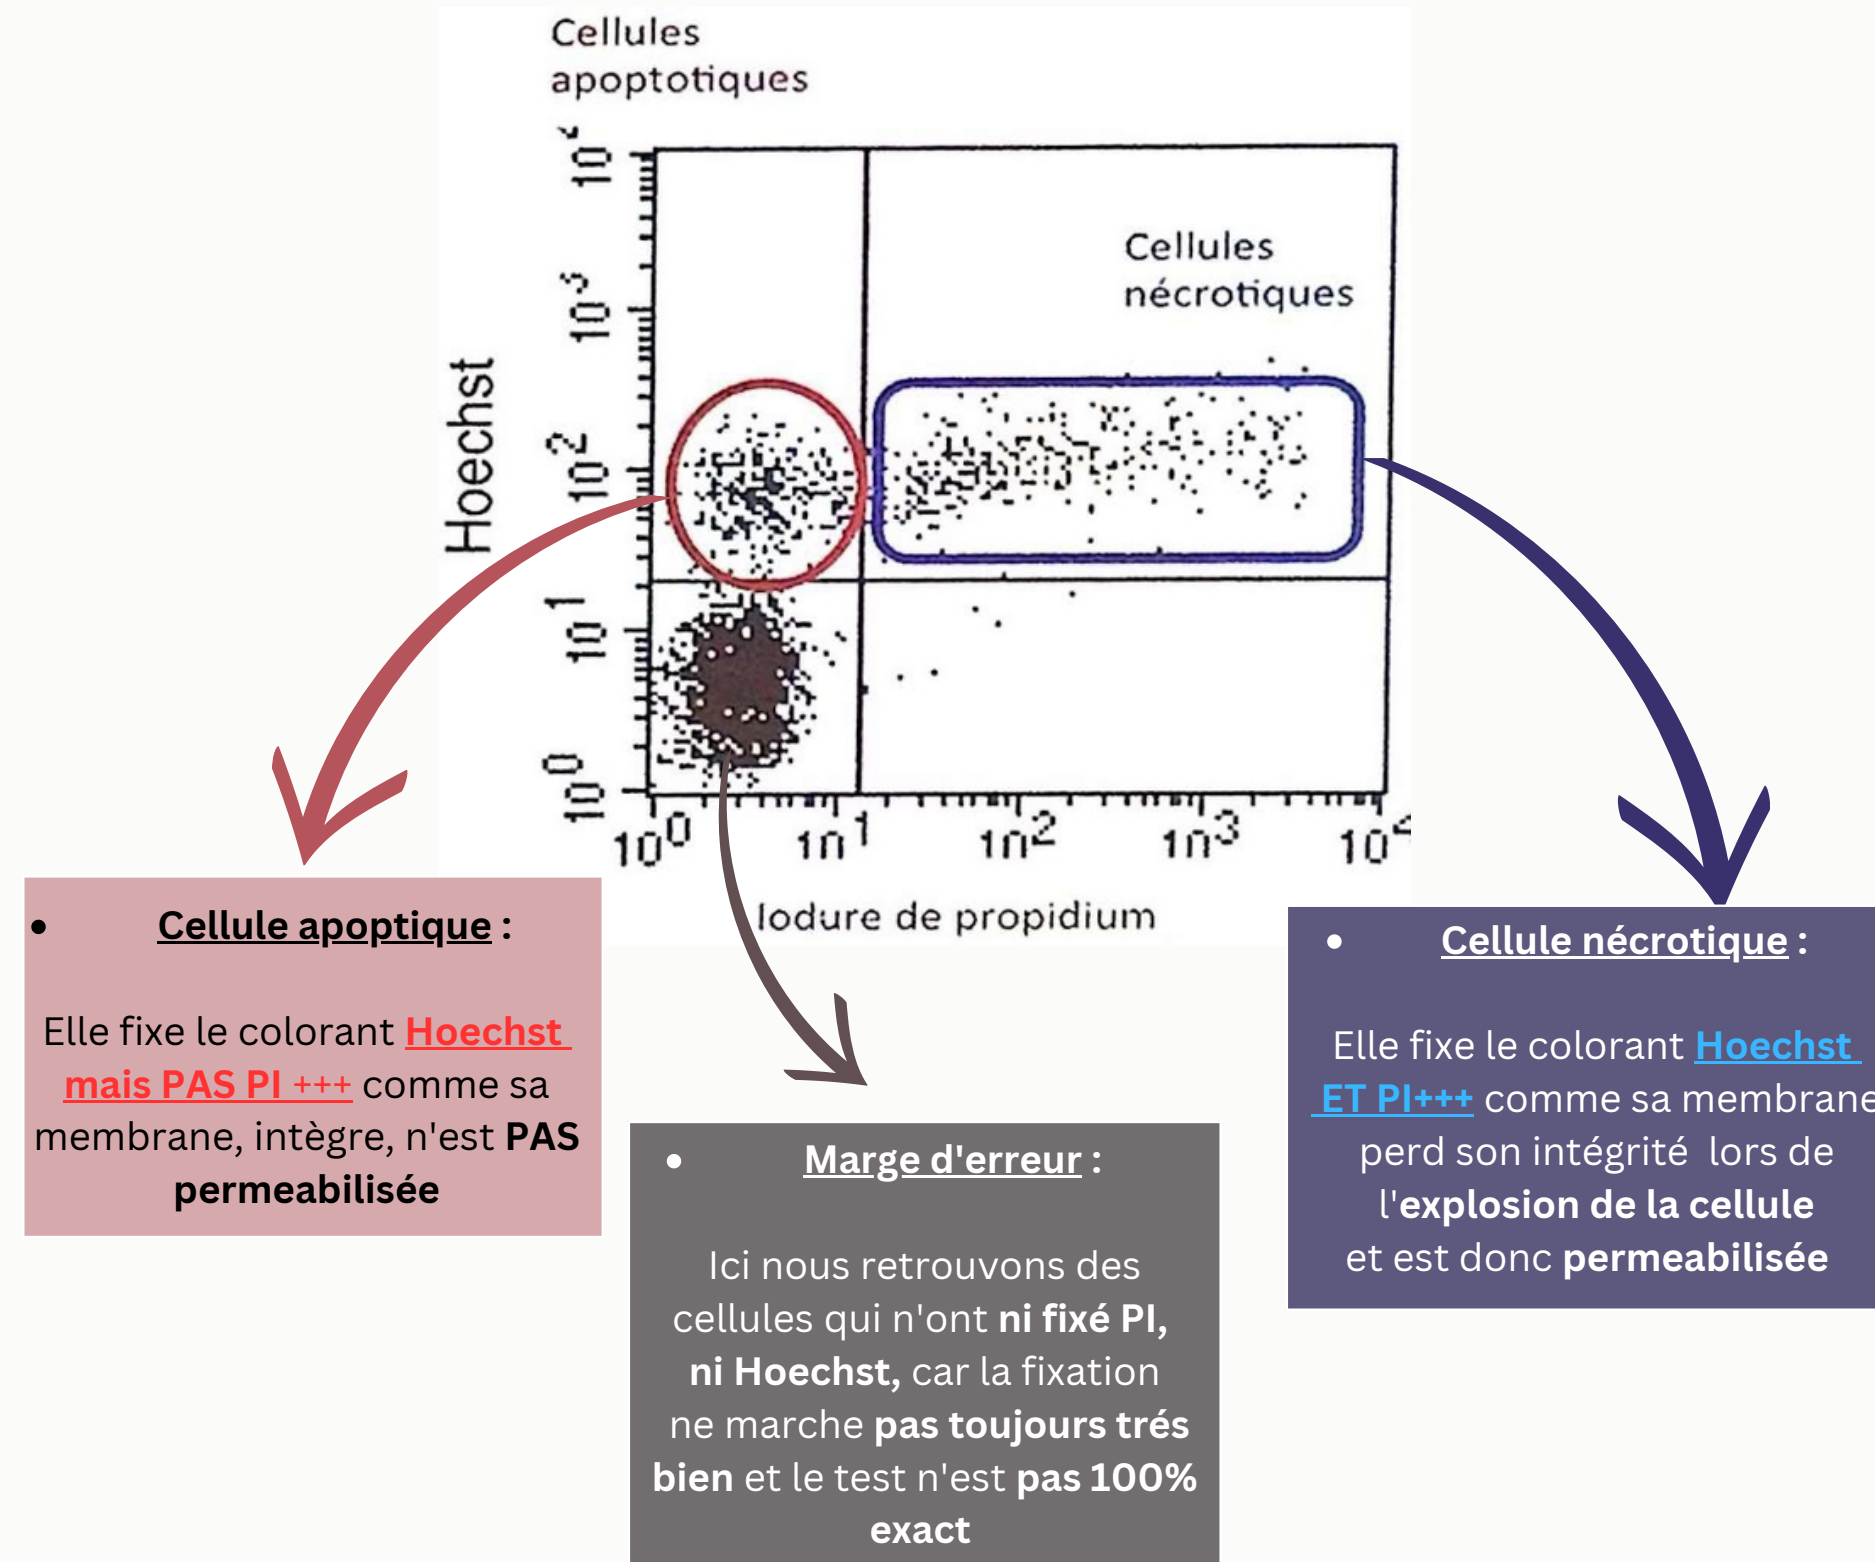 Cellules
apoptotiques
10⁴
10³
10²
10¹
10⁰
Hoechst
Cellules
nécrotiques
10⁰ 10¹ 10² 10³ 10⁴
Iodure de propidium
• Cellule apoptique :
Elle fixe le colorant Hoechst
mais PAS PI +++ comme sa
membrane, intègre, n'est PAS
permeabilisée
• Marge d'erreur :
Ici nous retrouvons des
cellules qui n'ont ni fixé PI,
ni Hoechst, car la fixation
ne marche pas toujours trés
bien et le test n'est pas 100%
exact
• Cellule nécrotique :
Elle fixe le colorant Hoechst
ET PI+++ comme sa membrane
perd son intégrité lors de
l'explosion de la cellule
et est donc permeabilisée